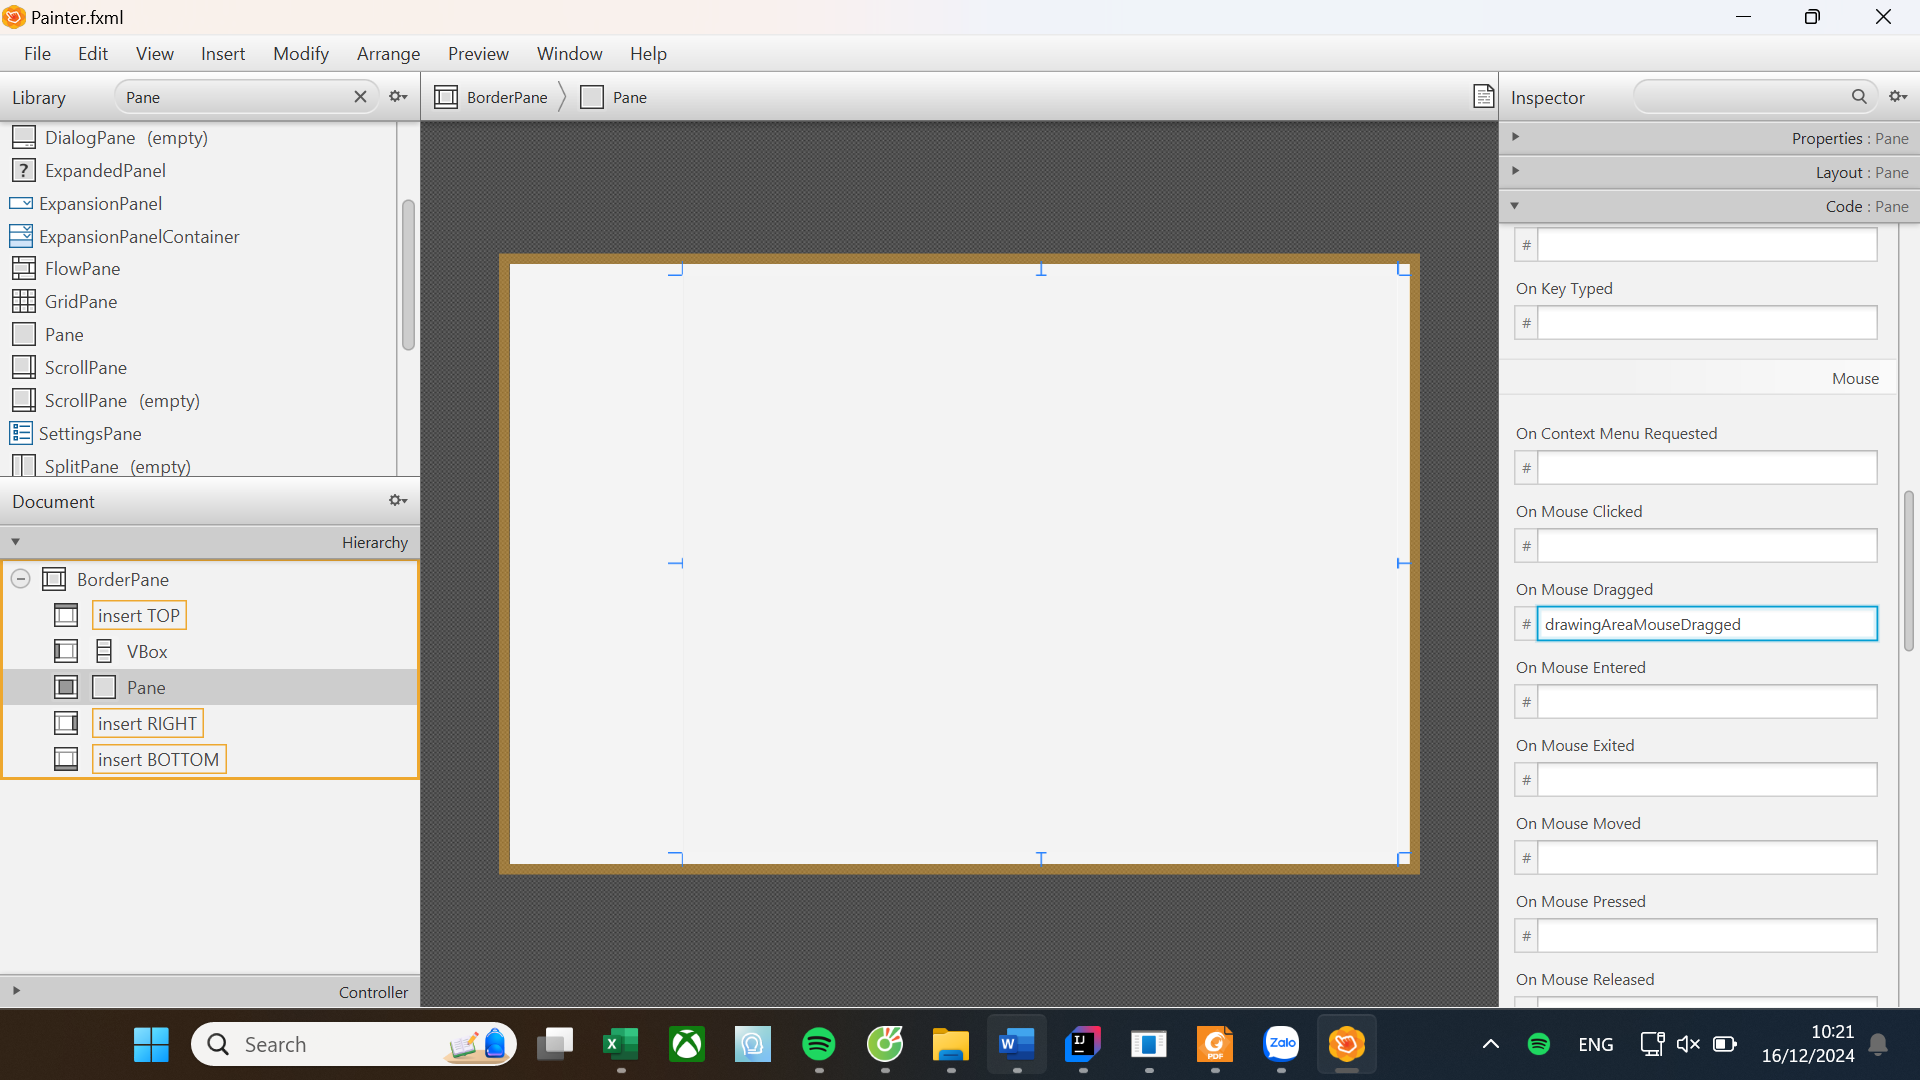 Painter.fxml
File Edit View Insert Modify Arrange Preview Window Help
Library Pane
DialogPane (empty)
? ExpandedPanel
ExpansionPanel
ExpansionPanelContainer
FlowPane
GridPane
Pane
ScrollPane
ScrollPane (empty)
SettingsPane
SplitPane (empty)
Document
Hierarchy
BorderPane
insert TOP
VBox
Pane
insert RIGHT
insert BOTTOM
Controller
BorderPane Pane
Inspector
Properties : Pane
Layout : Pane
Code : Pane
#
On Key Typed
#
Mouse
On Context Menu Requested
#
On Mouse Clicked
#
On Mouse Dragged
# drawingAreaMouseDragged
On Mouse Entered
#
On Mouse Exited
#
On Mouse Moved
#
On Mouse Pressed
#
On Mouse Released
Search
X
W
IJ
PDF
Zalo
ENG
10:21
16/12/2024